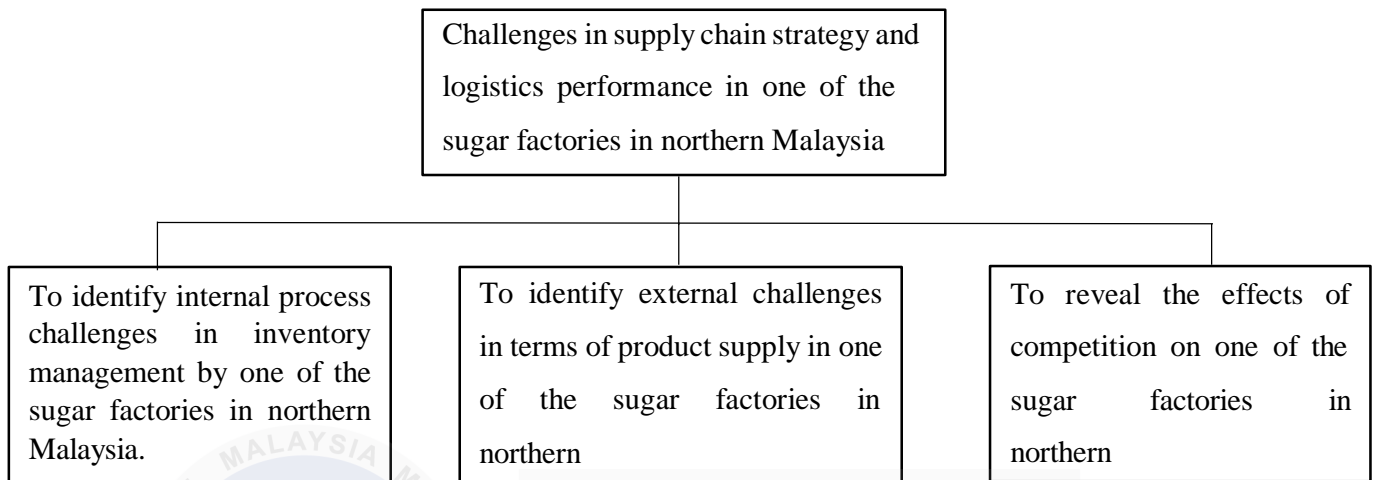 Challenges in supply chain strategy and
logistics performance in one of the
sugar factories in northern Malaysia
To identify internal process
challenges in inventory
management by one of the
sugar factories in northern
Malaysia.
To identify external challenges
in terms of product supply in one
of the sugar factories in
northern
To reveal the effects of
competition on one of the
sugar factories in
northern
MALAYSIA